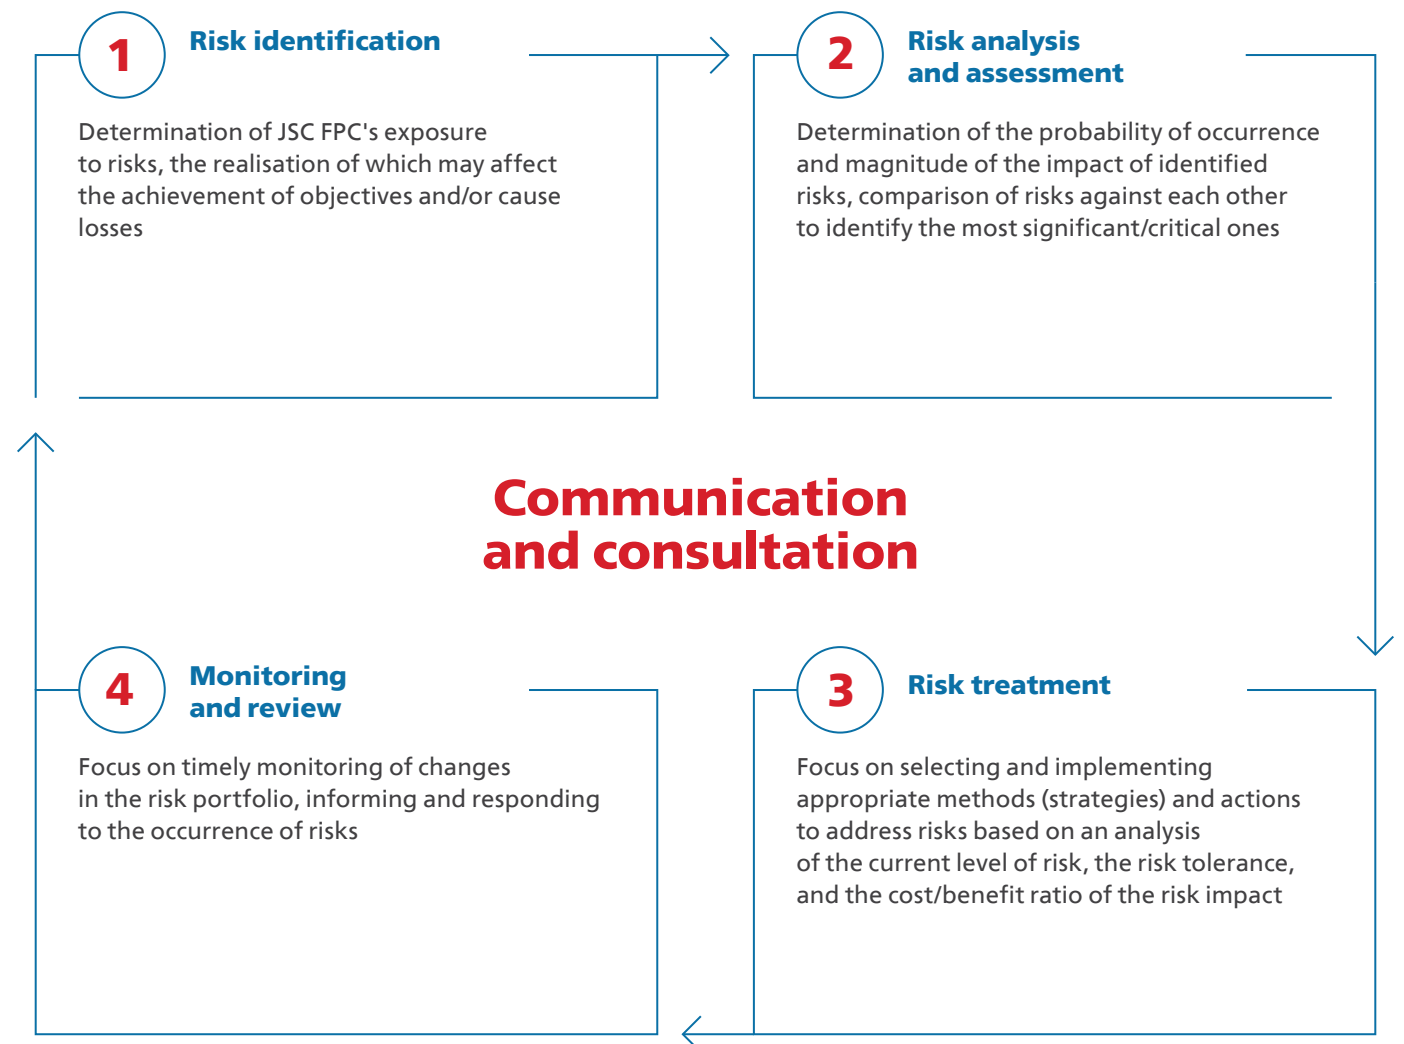 1
Risk identification
Determination of JSC FPC's exposure
to risks, the realisation of which may affect
the achievement of objectives and/or cause
losses
2
Risk analysis
and assessment
Determination of the probability of occurrence
and magnitude of the impact of identified
risks, comparison of risks against each other
to identify the most significant/critical ones
Communication
and consultation
4
Monitoring
and review
Focus on timely monitoring of changes
in the risk portfolio, informing and responding
to the occurrence of risks
3
Risk treatment
Focus on selecting and implementing
appropriate methods (strategies) and actions
to address risks based on an analysis
of the current level of risk, the risk tolerance,
and the cost/benefit ratio of the risk impact